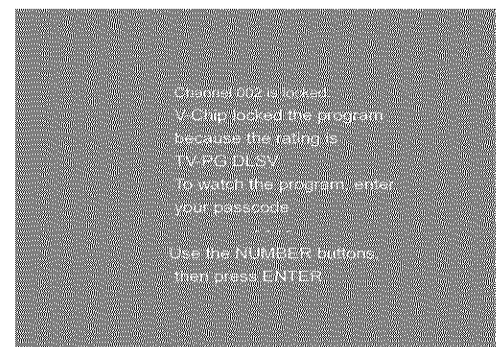 Channel 002 is locked.
V-Chip locked the program
because the rating is
TV-PG DLSV
To watch the program, enter
your passcode
- - - -
Use the NUMBER buttons,
then press ENTER